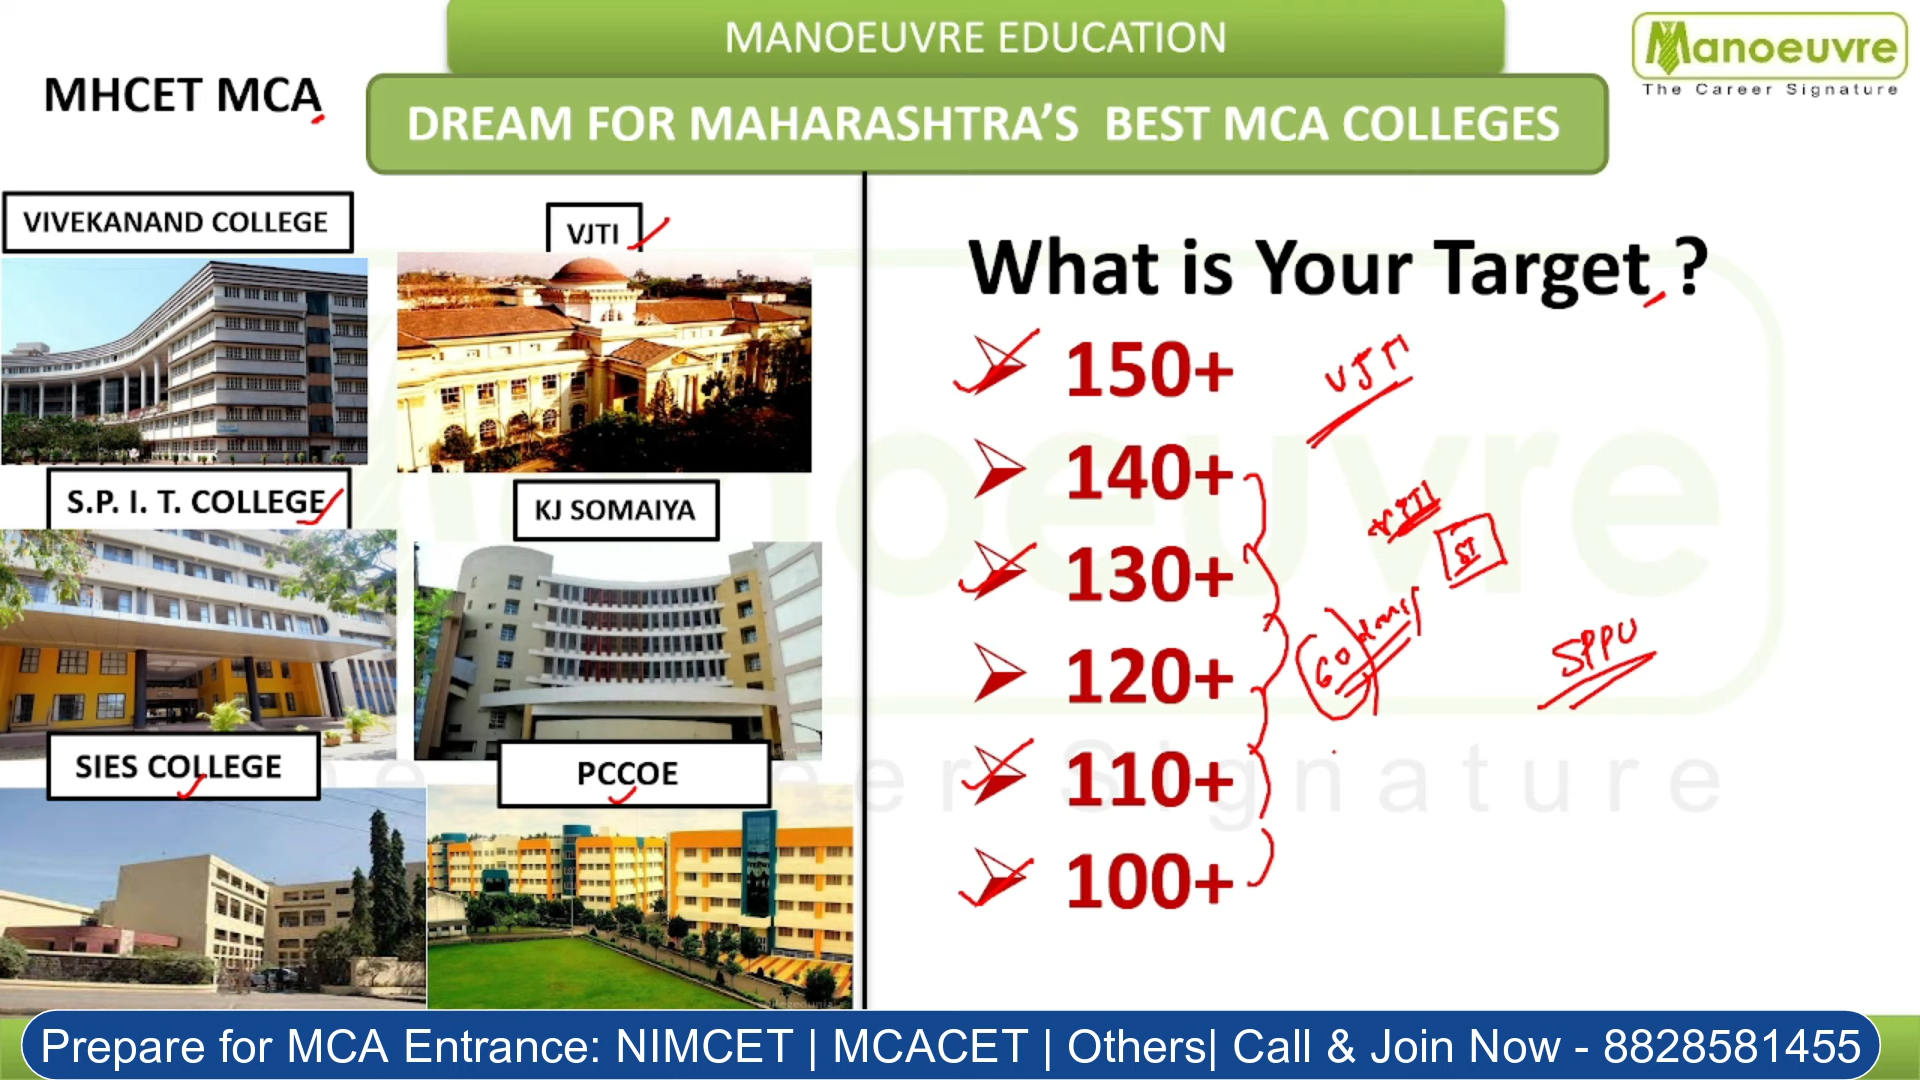 MANOEUVRE EDUCATION
Manoeuvre
The Career Signature
MHCET MCA
DREAM FOR MAHARASHTRA’S BEST MCA COLLEGES
VIVEKANAND COLLEGE
VJTI
S.P. I. T. COLLEGE
KJ SOMAIYA
SIES COLLEGE
PCCOE
What is Your Target ?
150+
VJTI
140+
130+
120+
110+
100+
60
SPPU
Prepare for MCA Entrance: NIMCET | MCACET | Others| Call & Join Now - 8828581455